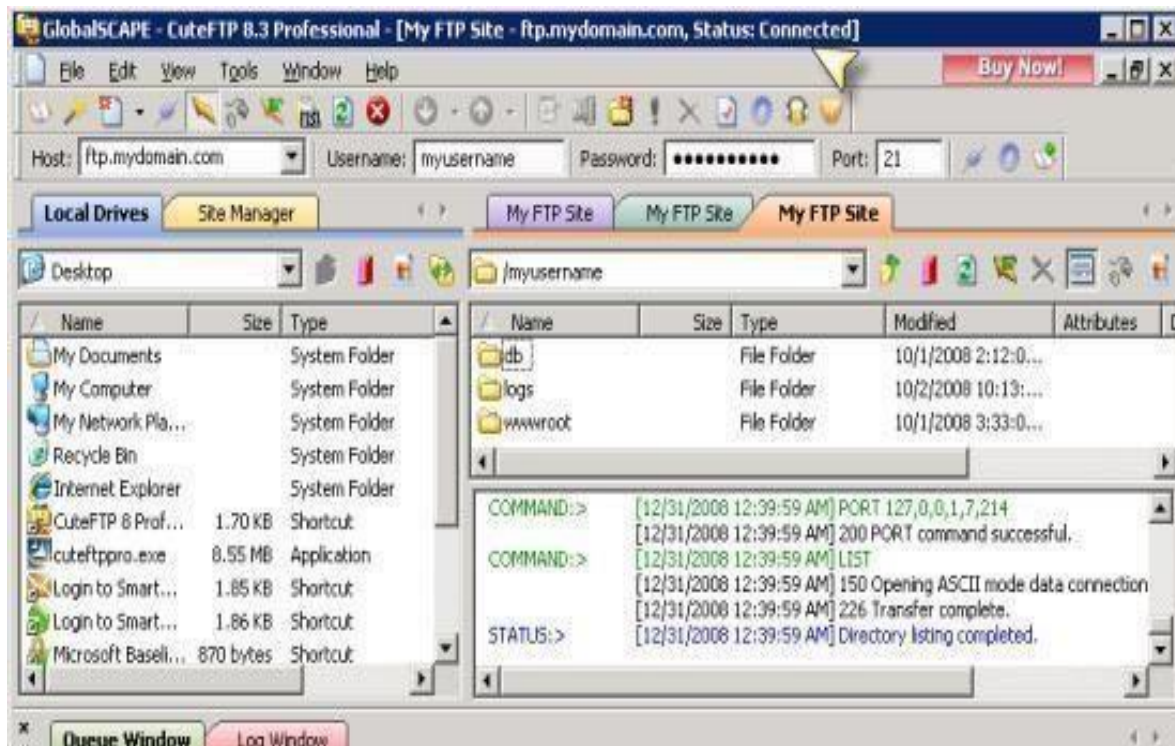 GlobalSCAPE - CuteFTP 8.3 Professional - [My FTP Site - ftp.mydomain.com, Status: Connected]
File Edit View Tools Window Help
Buy Now!
Host: ftp.mydomain.com Username: myusername Password: ●●●●●●●●●● Port: 21
Local Drives Site Manager
My FTP Site My FTP Site My FTP Site
Desktop
/myusername
Name Size Type
My Documents System Folder
My Computer System Folder
My Network Pla... System Folder
Recycle Bin System Folder
Internet Explorer System Folder
CuteFTP 8 Prof... 1.70 KB Shortcut
cuteftppro.exe 8.55 MB Application
Login to Smart... 1.85 KB Shortcut
Login to Smart... 1.86 KB Shortcut
Microsoft Baseli... 870 bytes Shortcut
Name Size Type Modified Attributes
db File Folder 10/1/2008 2:12:0...
logs File Folder 10/2/2008 10:13:...
wwwroot File Folder 10/1/2008 3:33:0...
COMMAND:> [12/31/2008 12:39:59 AM] PORT 127,0,0,1,7,214
[12/31/2008 12:39:59 AM] 200 PORT command successful.
COMMAND:> [12/31/2008 12:39:59 AM] LIST
[12/31/2008 12:39:59 AM] 150 Opening ASCII mode data connection
[12/31/2008 12:39:59 AM] 226 Transfer complete.
STATUS:> [12/31/2008 12:39:59 AM] Directory listing completed.
Queue Window Log Window